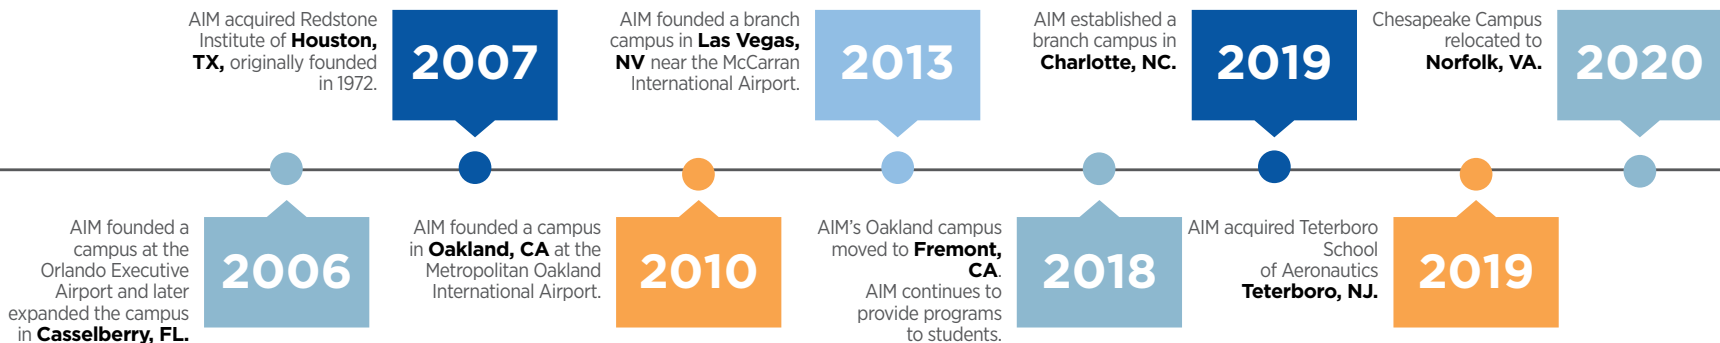 AIM acquired Redstone
Institute of Houston,
TX, originally founded
in 1972.
2007
AIM founded a branch
campus in Las Vegas,
NV near the McCarran
International Airport.
2013
AIM established a
branch campus in
Charlotte, NC.
2019
Chesapeake Campus
relocated to
Norfolk, VA.
2020
AIM founded a
campus at the
Orlando Executive
Airport and later
expanded the campus
in Casselberry, FL.
2006
AIM founded a campus
in Oakland, CA at the
Metropolitan Oakland
International Airport.
2010
AIM's Oakland campus
moved to Fremont,
CA.
AIM continues to
provide programs
to students.
2018
AIM acquired Teterboro
School
of Aeronautics
Teterboro, NJ.
2019